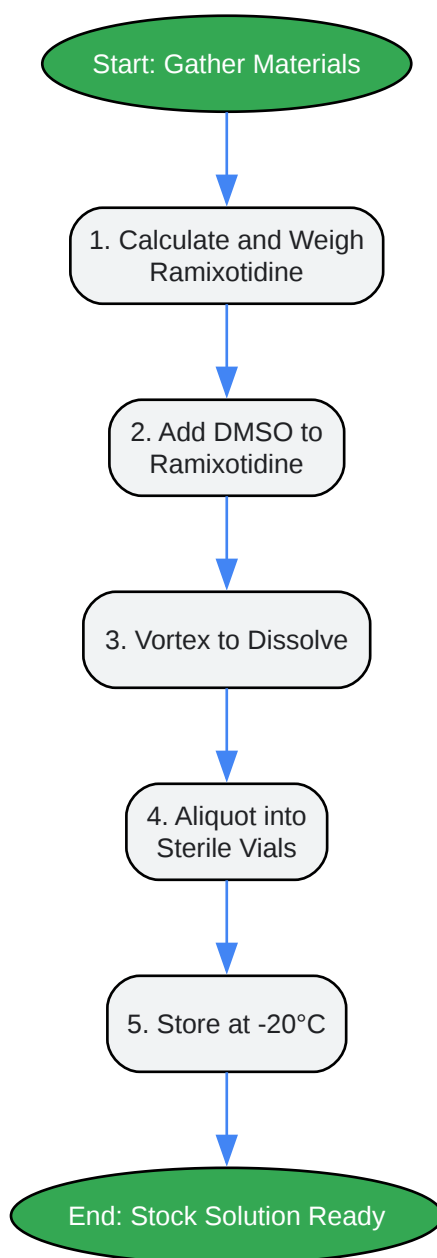 Start: Gather Materials
1. Calculate and Weigh
Ramixotidine
2. Add DMSO to
Ramixotidine
3. Vortex to Dissolve
4. Aliquot into
Sterile Vials
5. Store at -20°C
End: Stock Solution Ready